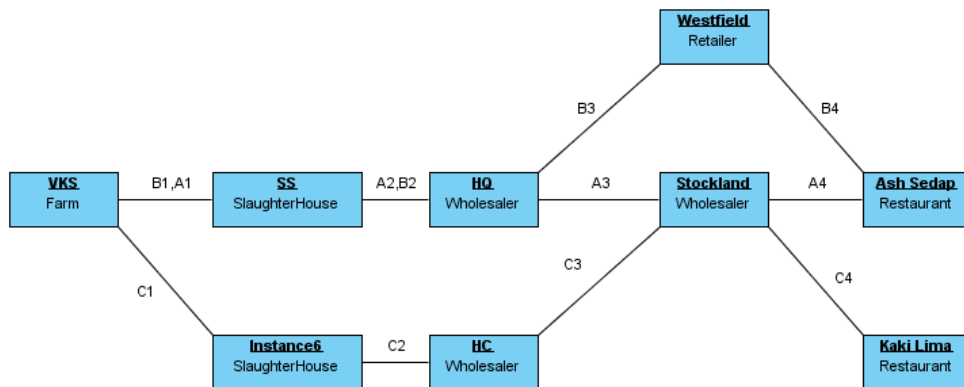 Westfield
Retailer
B3
B4
VKS
Farm
B1,A1
SS
SlaughterHouse
A2,B2
HQ
Wholesaler
A3
Stockland
Wholesaler
A4
Ash Sedap
Restaurant
C1
C3
C4
Instance6
SlaughterHouse
C2
HC
Wholesaler
Kaki Lima
Restaurant